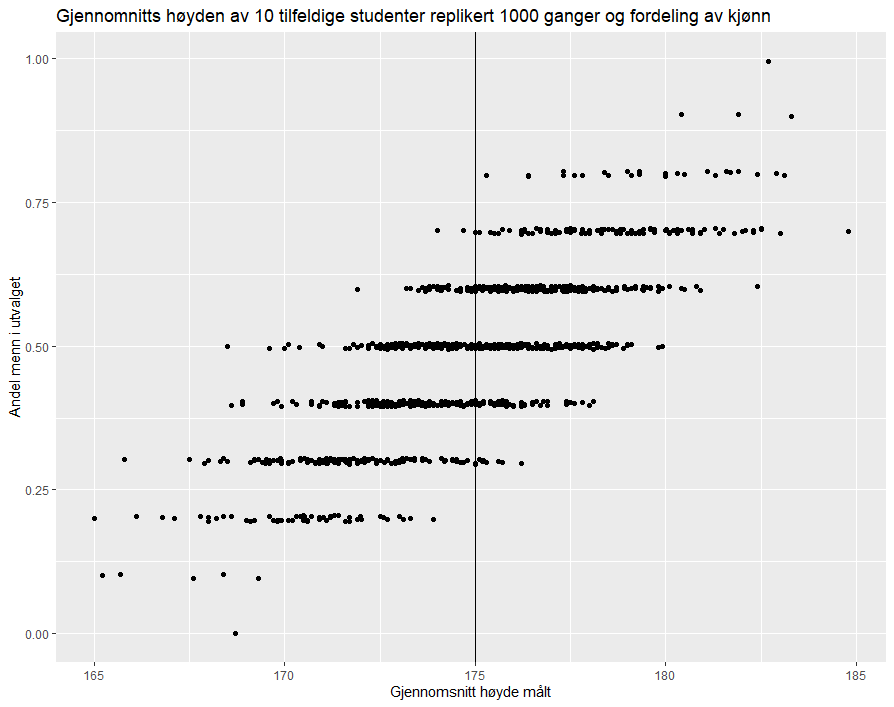 Gjennomnitts høyden av 10 tilfeldige studenter replikert 1000 ganger og fordeling av kjønn
Andel menn i utvalget
1.00
0.75
0.50
0.25
0.00
165 170 175 180 185
Gjennomsnitt høyde målt